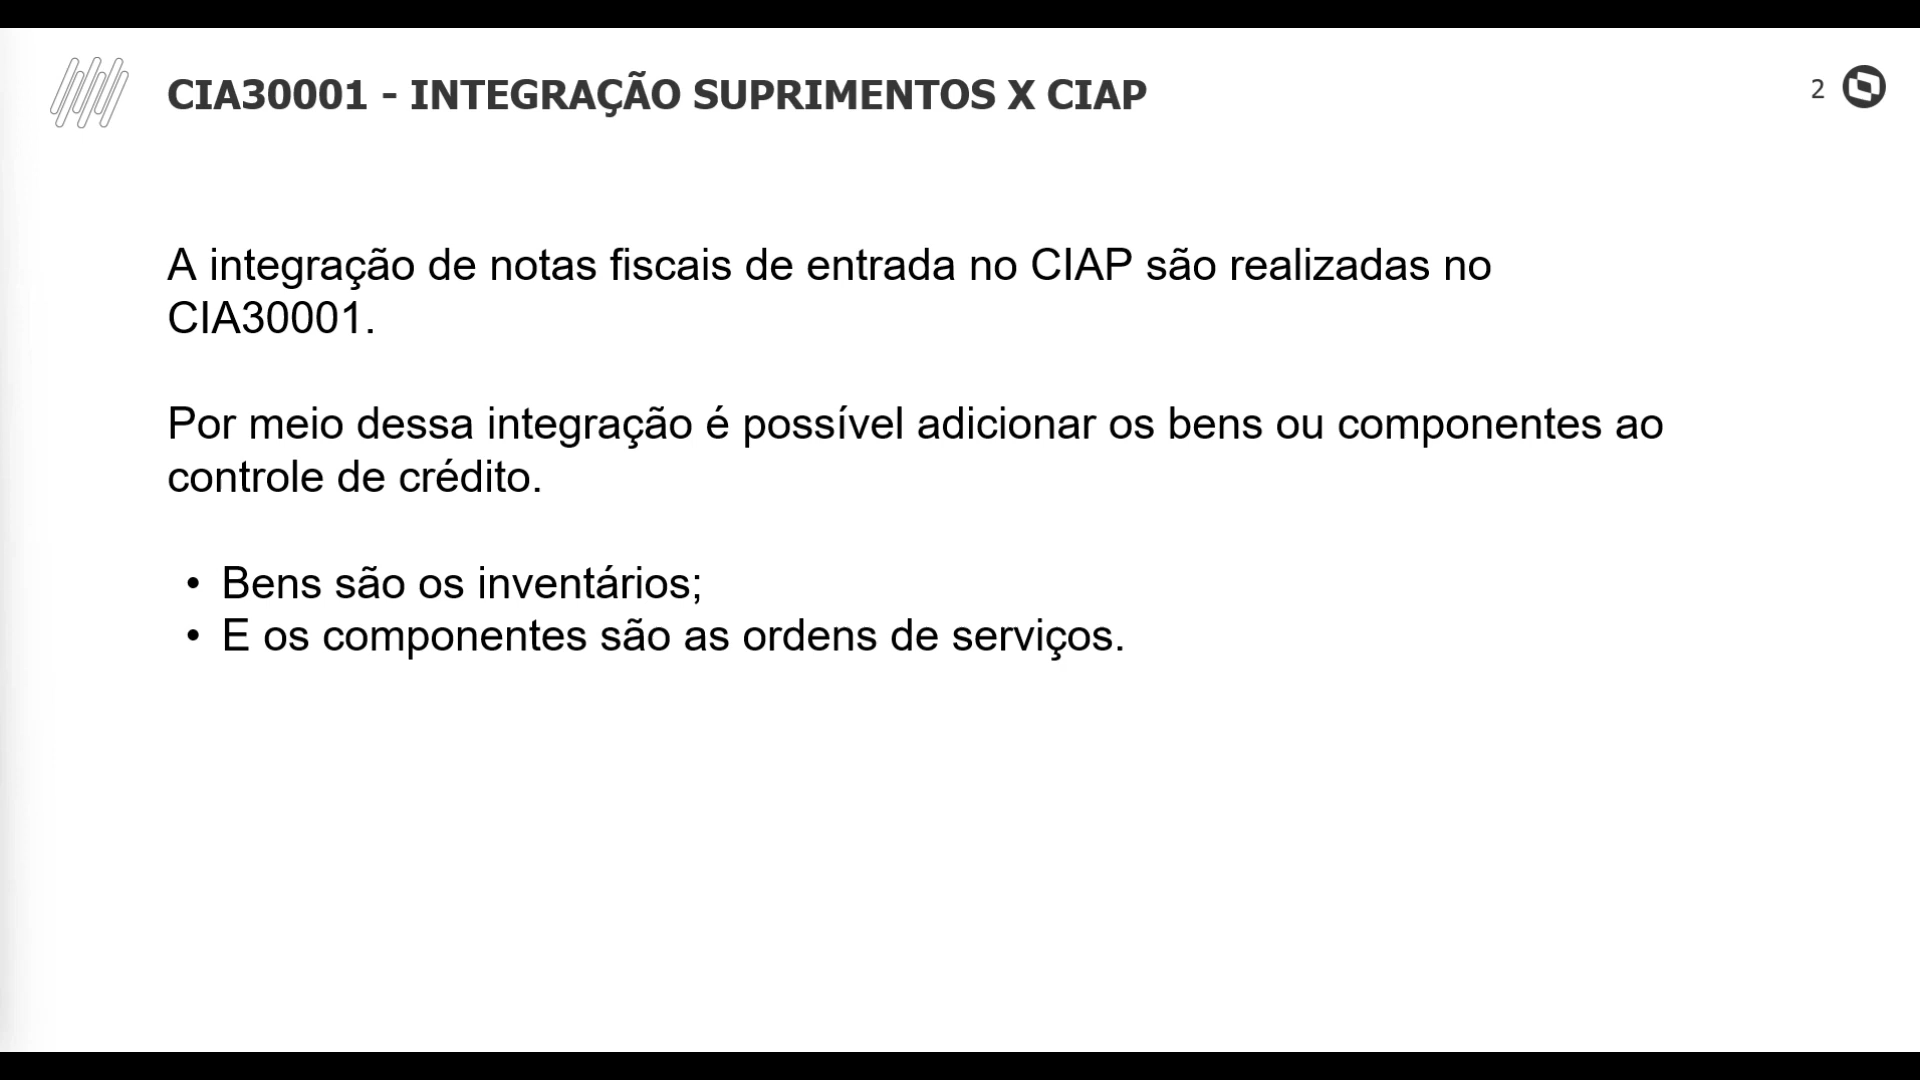 CIA30001 - INTEGRAÇÃO SUPRIMENTOS X CIAP
2
A integração de notas fiscais de entrada no CIAP são realizadas no
CIA30001.
Por meio dessa integração é possível adicionar os bens ou componentes ao
controle de crédito.
• Bens são os inventários;
• E os componentes são as ordens de serviços.